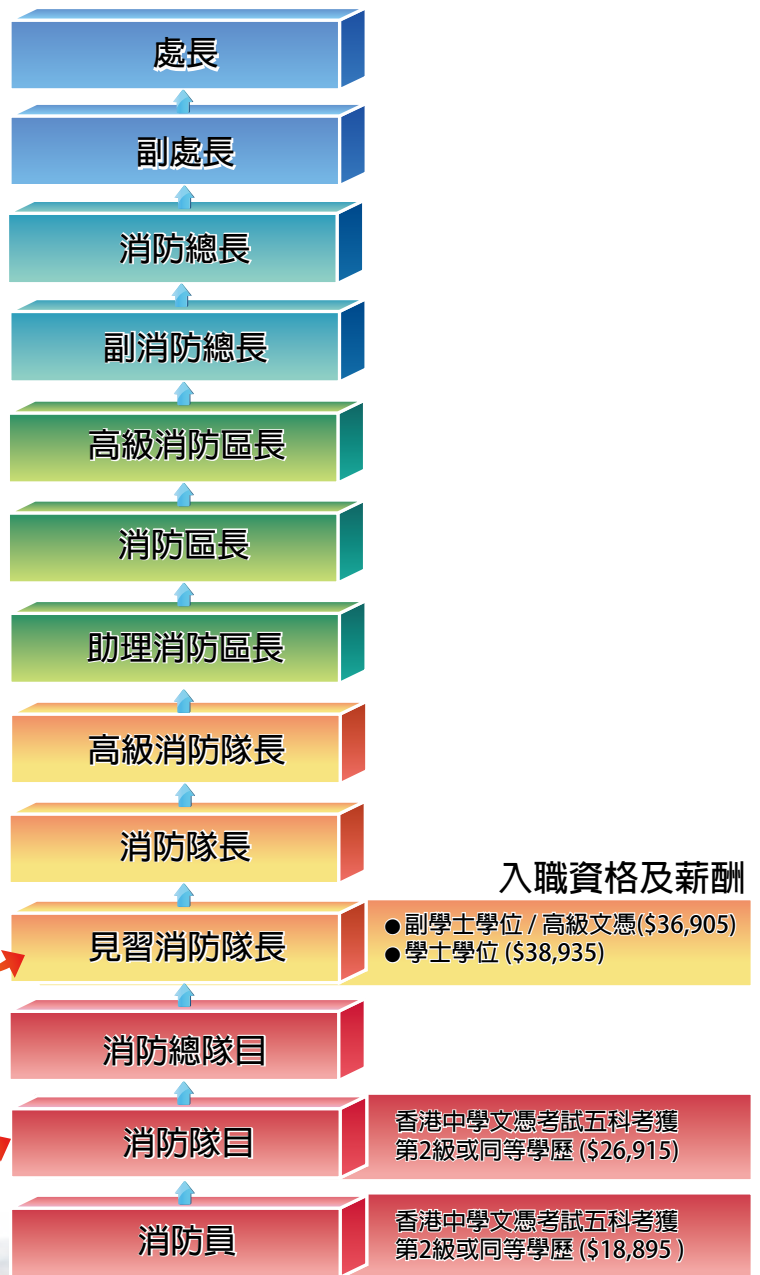 處長
副處長
消防總長
副消防總長
高級消防區長
消防區長
助理消防區長
高級消防隊長
消防隊長
入職資格及薪酬
見習消防隊長
●副學士學位 / 高級文憑($36,905)
●學士學位 ($38,935)
消防總隊目
消防隊目
香港中學文憑考試五科考獲
第2級或同等學歷 ($26,915)
消防員
香港中學文憑考試五科考獲
第2級或同等學歷 ($18,895 )